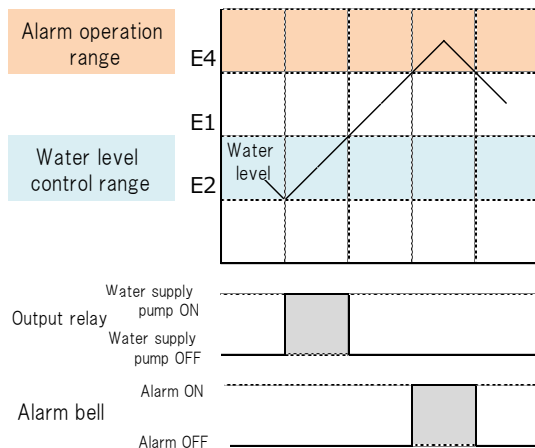 Alarm operation
range
E4
E1
Water level
control range
Water
level
E2
Water supply
pump ON
Output relay
Water supply
pump OFF
Alarm ON
Alarm bell
Alarm OFF